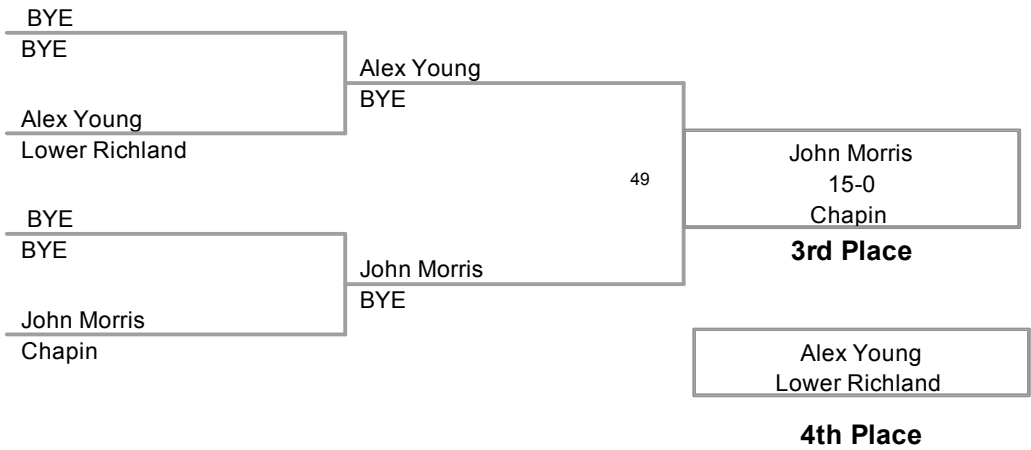 BYE
BYE
Alex Young
Lower Richland
BYE
BYE
John Morris
Chapin
Alex Young
BYE
John Morris
BYE
49
John Morris
15-0
Chapin
3rd Place
Alex Young
Lower Richland
4th Place